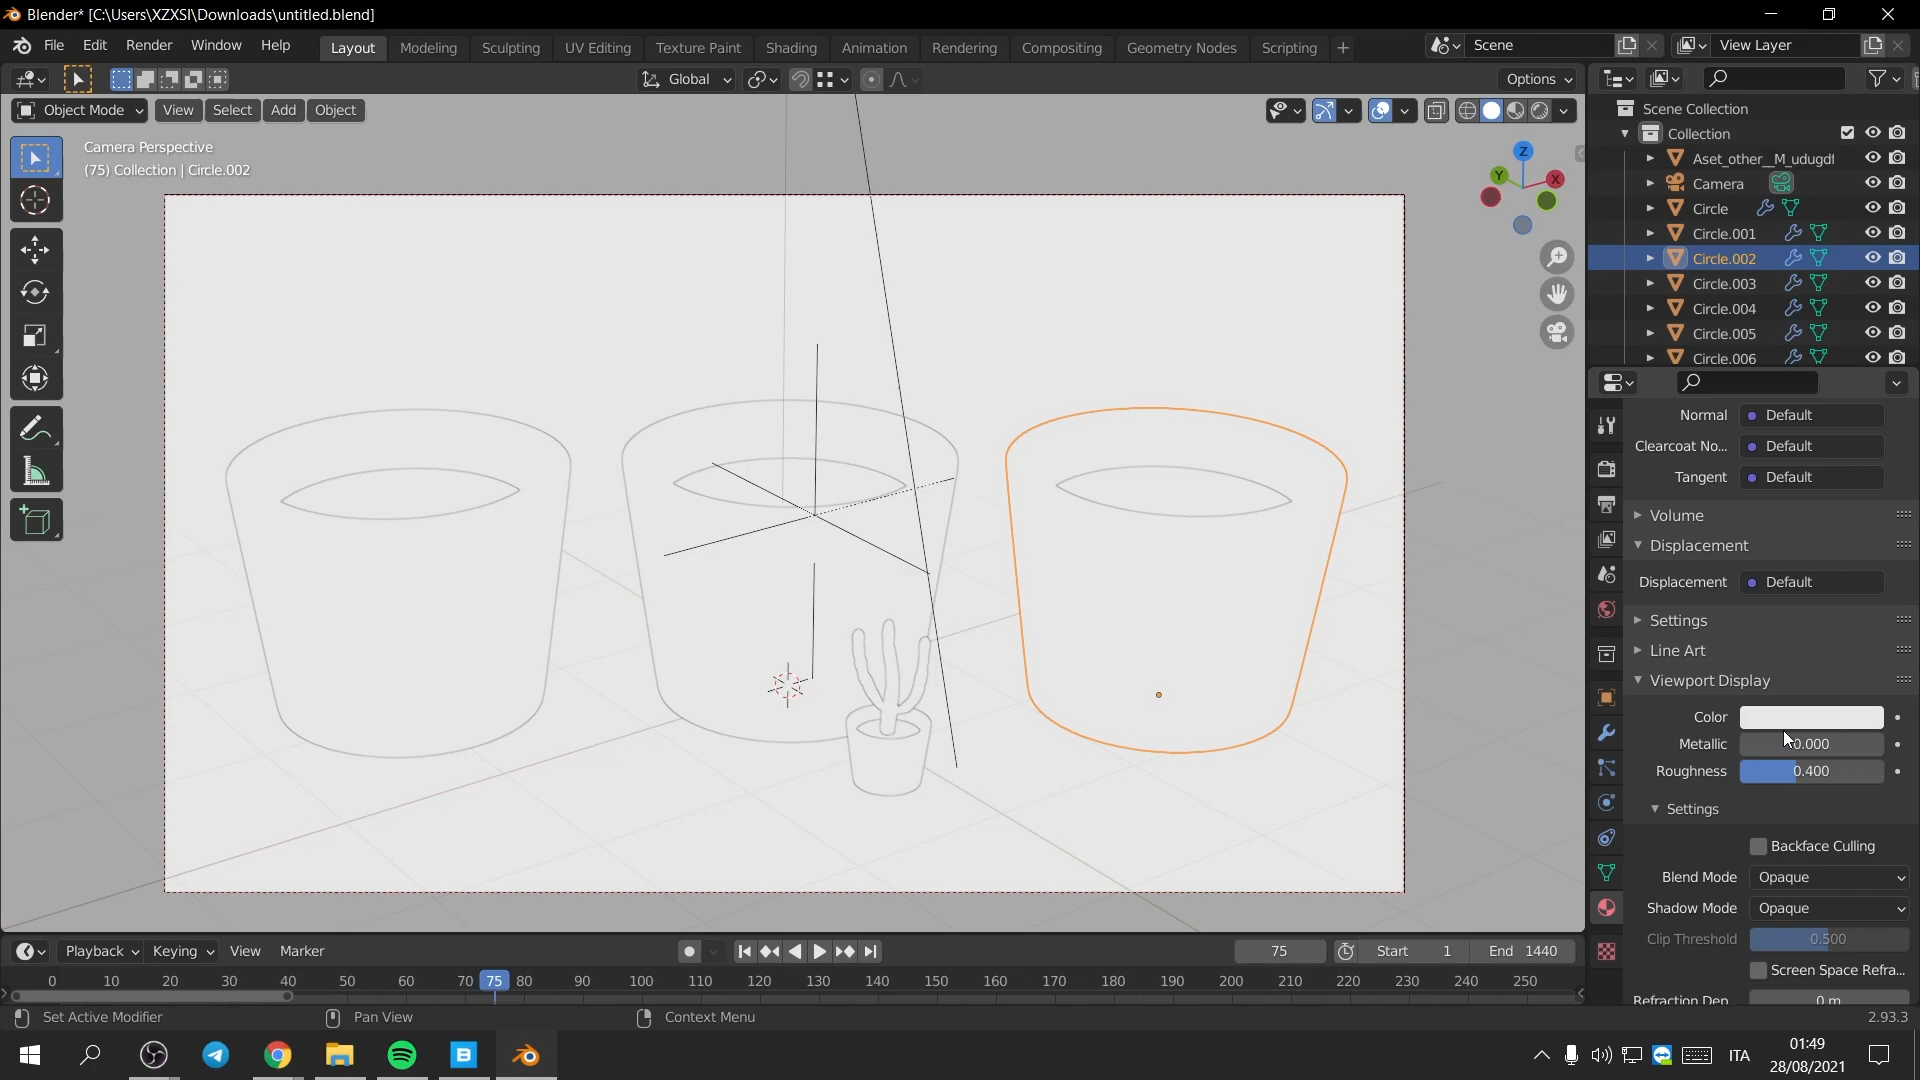 Blender* [C:\Users\XZXSI\Downloads\untitled.blend]
File Edit Render Window Help Layout Modeling Sculpting UV Editing Texture Paint Shading Animation Rendering Compositing Geometry Nodes Scripting + Scene View Layer
Global Options
Object Mode View Select Add Object
Camera Perspective
(75) Collection | Circle.002
Z
Y X
Scene Collection
Collection
Aset_other__M_udugdf
Camera
Circle
Circle.001
Circle.002
Circle.003
Circle.004
Circle.005
Circle.006
Normal Default
Clearcoat No... Default
Tangent Default
Volume
Displacement
Displacement Default
Settings
Line Art
Viewport Display
Color
Metallic 0.000
Roughness 0.400
Settings
Backface Culling
Blend Mode Opaque
Shadow Mode Opaque
Clip Threshold 0.500
Screen Space Refra...
Refraction Dep.. 0 m
Playback Keying View Marker 75 Start 1 End 1440
0 10 20 30 40 50 60 70 75 80 90 100 110 120 130 140 150 160 170 180 190 200 210 220 230 240 250
Set Active Modifier Pan View Context Menu 2.93.3
ITA
01:49
28/08/2021